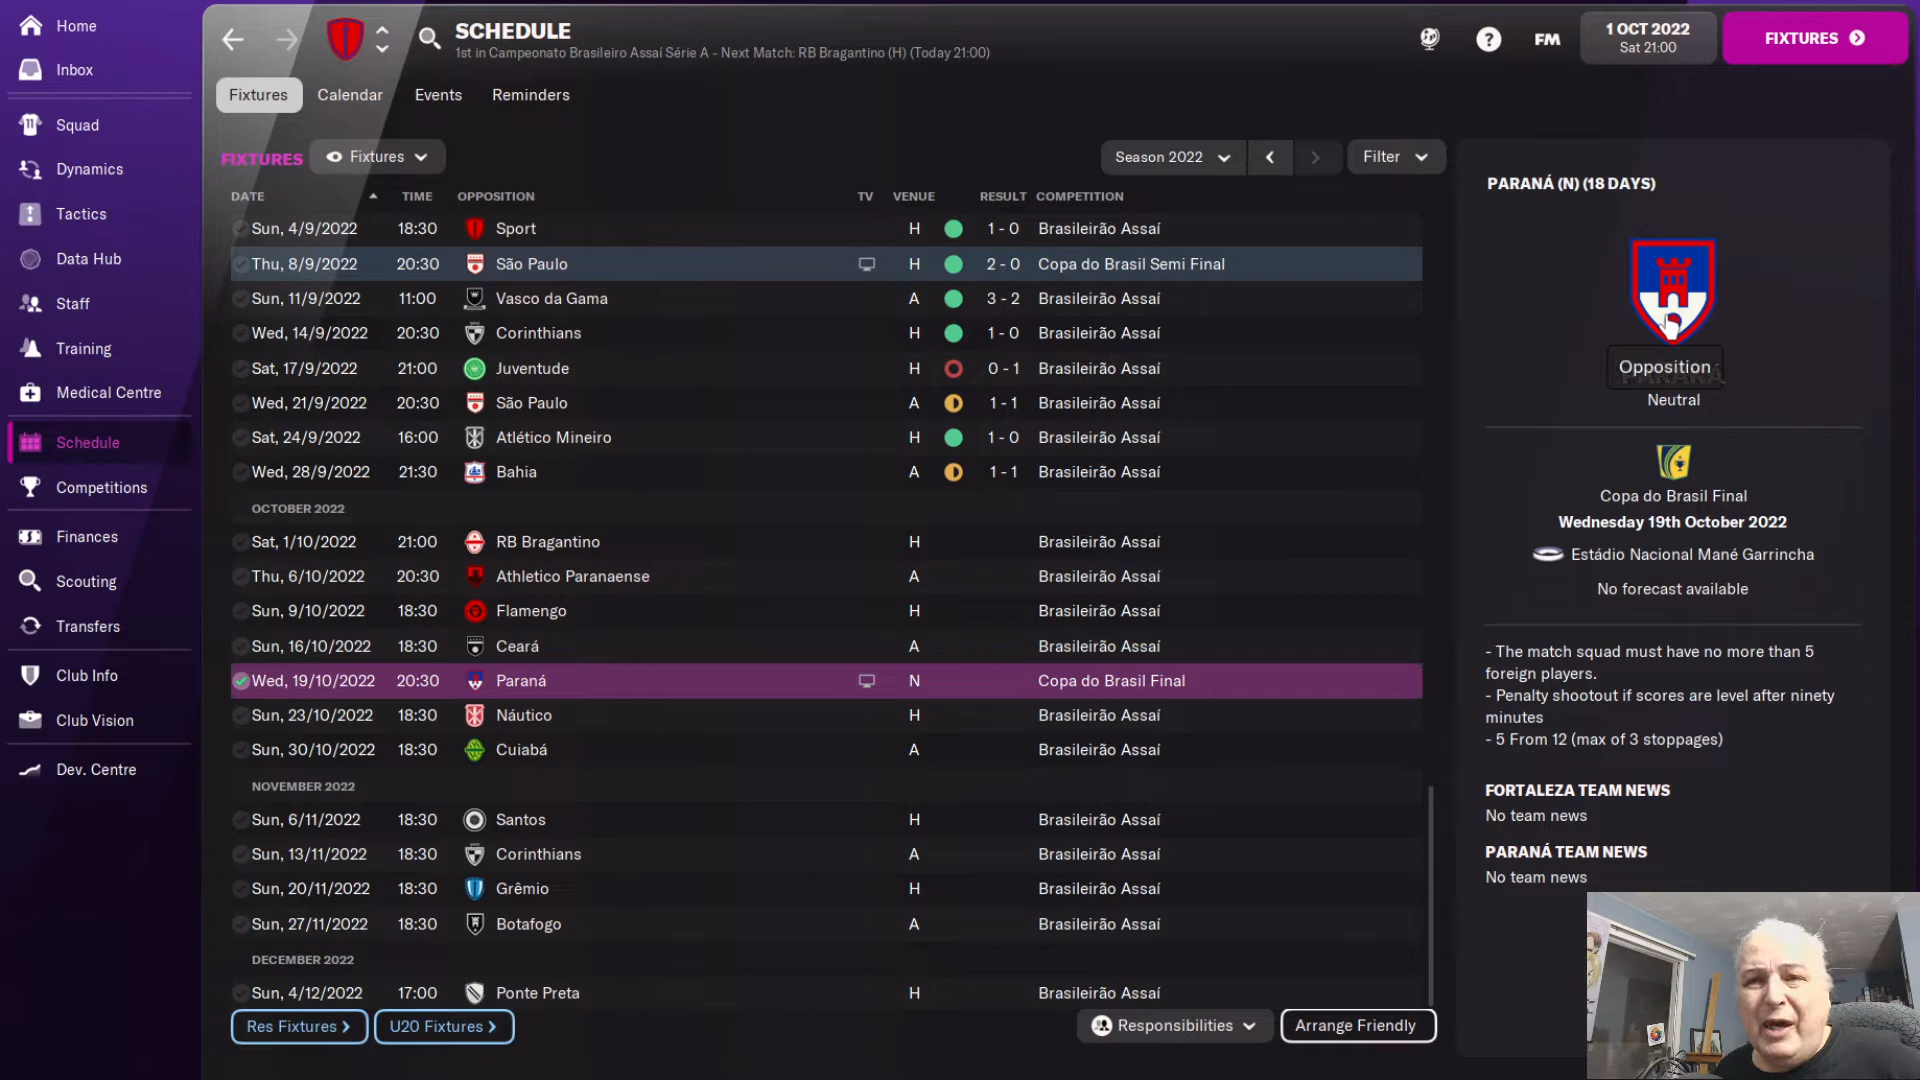 Home
Inbox
Squad
Dynamics
Tactics
Data Hub
Staff
Training
Medical Centre
Schedule
Competitions
Finances
Scouting
Transfers
Club Info
Club Vision
Dev. Centre
SCHEDULE
1st in Campeonato Brasileiro Assaí Série A - Next Match: RB Bragantino (H) (Today 21:00)
FM
1 OCT 2022
Sat 21:00
FIXTURES
Fixtures Calendar Events Reminders
FIXTURES Fixtures Season 2022 Filter
DATE TIME OPPOSITION TV VENUE RESULT COMPETITION
Sun, 4/9/2022 18:30 Sport H 1 - 0 Brasileirão Assaí
Thu, 8/9/2022 20:30 São Paulo H 2 - 0 Copa do Brasil Semi Final
Sun, 11/9/2022 11:00 Vasco da Gama A 3 - 2 Brasileirão Assaí
Wed, 14/9/2022 20:30 Corinthians H 1 - 0 Brasileirão Assaí
Sat, 17/9/2022 21:00 Juventude H 0 - 1 Brasileirão Assaí
Wed, 21/9/2022 20:30 São Paulo A 1 - 1 Brasileirão Assaí
Sat, 24/9/2022 16:00 Atlético Mineiro H 1 - 0 Brasileirão Assaí
Wed, 28/9/2022 21:30 Bahia A 1 - 1 Brasileirão Assaí
OCTOBER 2022
Sat, 1/10/2022 21:00 RB Bragantino H Brasileirão Assaí
Thu, 6/10/2022 20:30 Athletico Paranaense A Brasileirão Assaí
Sun, 9/10/2022 18:30 Flamengo H Brasileirão Assaí
Sun, 16/10/2022 18:30 Ceará A Brasileirão Assaí
Wed, 19/10/2022 20:30 Paraná N Copa do Brasil Final
Sun, 23/10/2022 18:30 Náutico H Brasileirão Assaí
Sun, 30/10/2022 18:30 Cuiabá A Brasileirão Assaí
NOVEMBER 2022
Sun, 6/11/2022 18:30 Santos H Brasileirão Assaí
Sun, 13/11/2022 18:30 Corinthians A Brasileirão Assaí
Sun, 20/11/2022 18:30 Grêmio H Brasileirão Assaí
Sun, 27/11/2022 18:30 Botafogo A Brasileirão Assaí
DECEMBER 2022
Sun, 4/12/2022 17:00 Ponte Preta H Brasileirão Assaí
Res Fixtures U20 Fixtures Responsibilities Arrange Friendly
PARANÁ (N) (18 DAYS)
Opposition
Neutral
Copa do Brasil Final
Wednesday 19th October 2022
Estádio Nacional Mané Garrincha
No forecast available
- The match squad must have no more than 5
foreign players.
- Penalty shootout if scores are level after ninety
minutes
- 5 From 12 (max of 3 stoppages)
FORTALEZA TEAM NEWS
No team news
PARANÁ TEAM NEWS
No team news